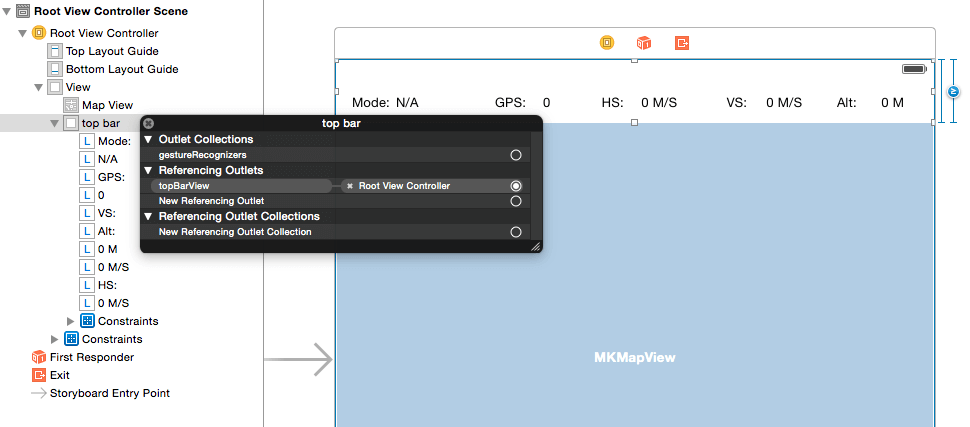 Root View Controller Scene
Root View Controller
Top Layout Guide
Bottom Layout Guide
View
Map View
top bar
L Mode:
L N/A
L GPS:
L 0
L VS:
L Alt:
L 0 M
L 0 M/S
L HS:
L 0 M/S
Constraints
Constraints
First Responder
Exit
Storyboard Entry Point
top bar
Outlet Collections
gestureRecognizers
Referencing Outlets
topBarView Root View Controller
New Referencing Outlet
Referencing Outlet Collections
New Referencing Outlet Collection
Mode: N/A GPS: 0 HS: 0 M/S VS: 0 M/S Alt: 0 M
≥
MKMapView